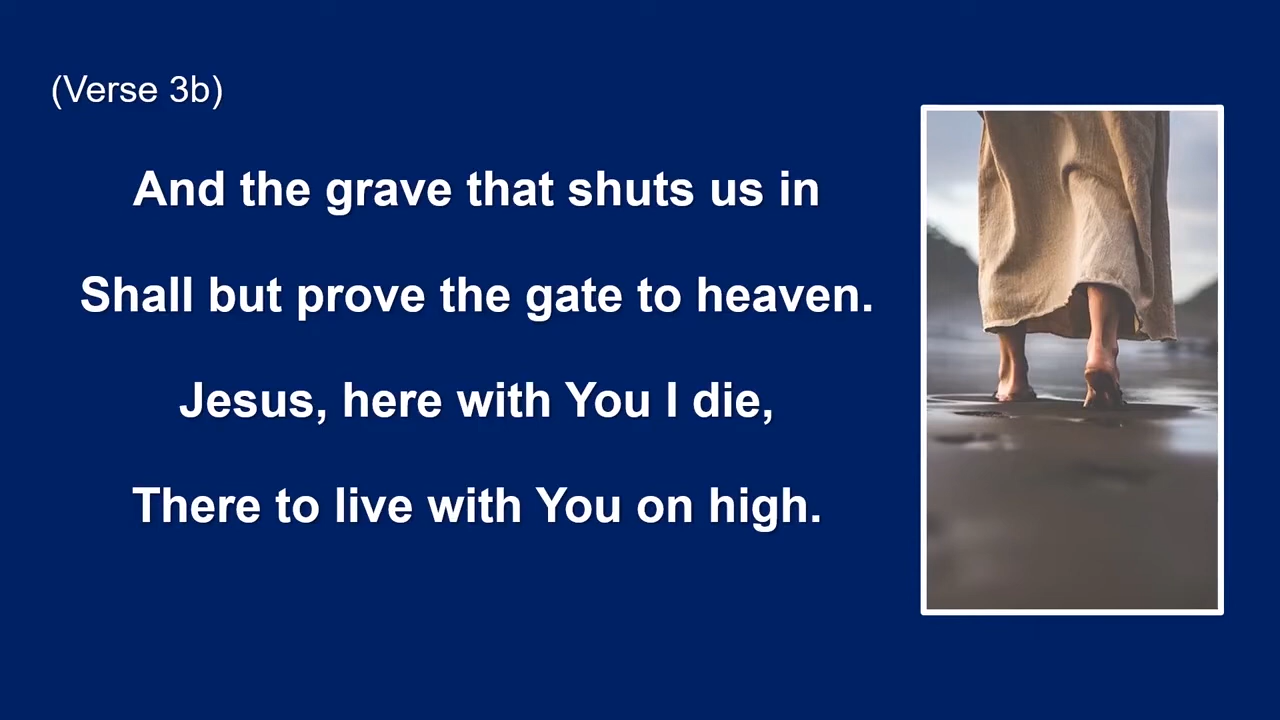 (Verse 3b)
And the grave that shuts us in
Shall but prove the gate to heaven.
Jesus, here with You I die,
There to live with You on high.